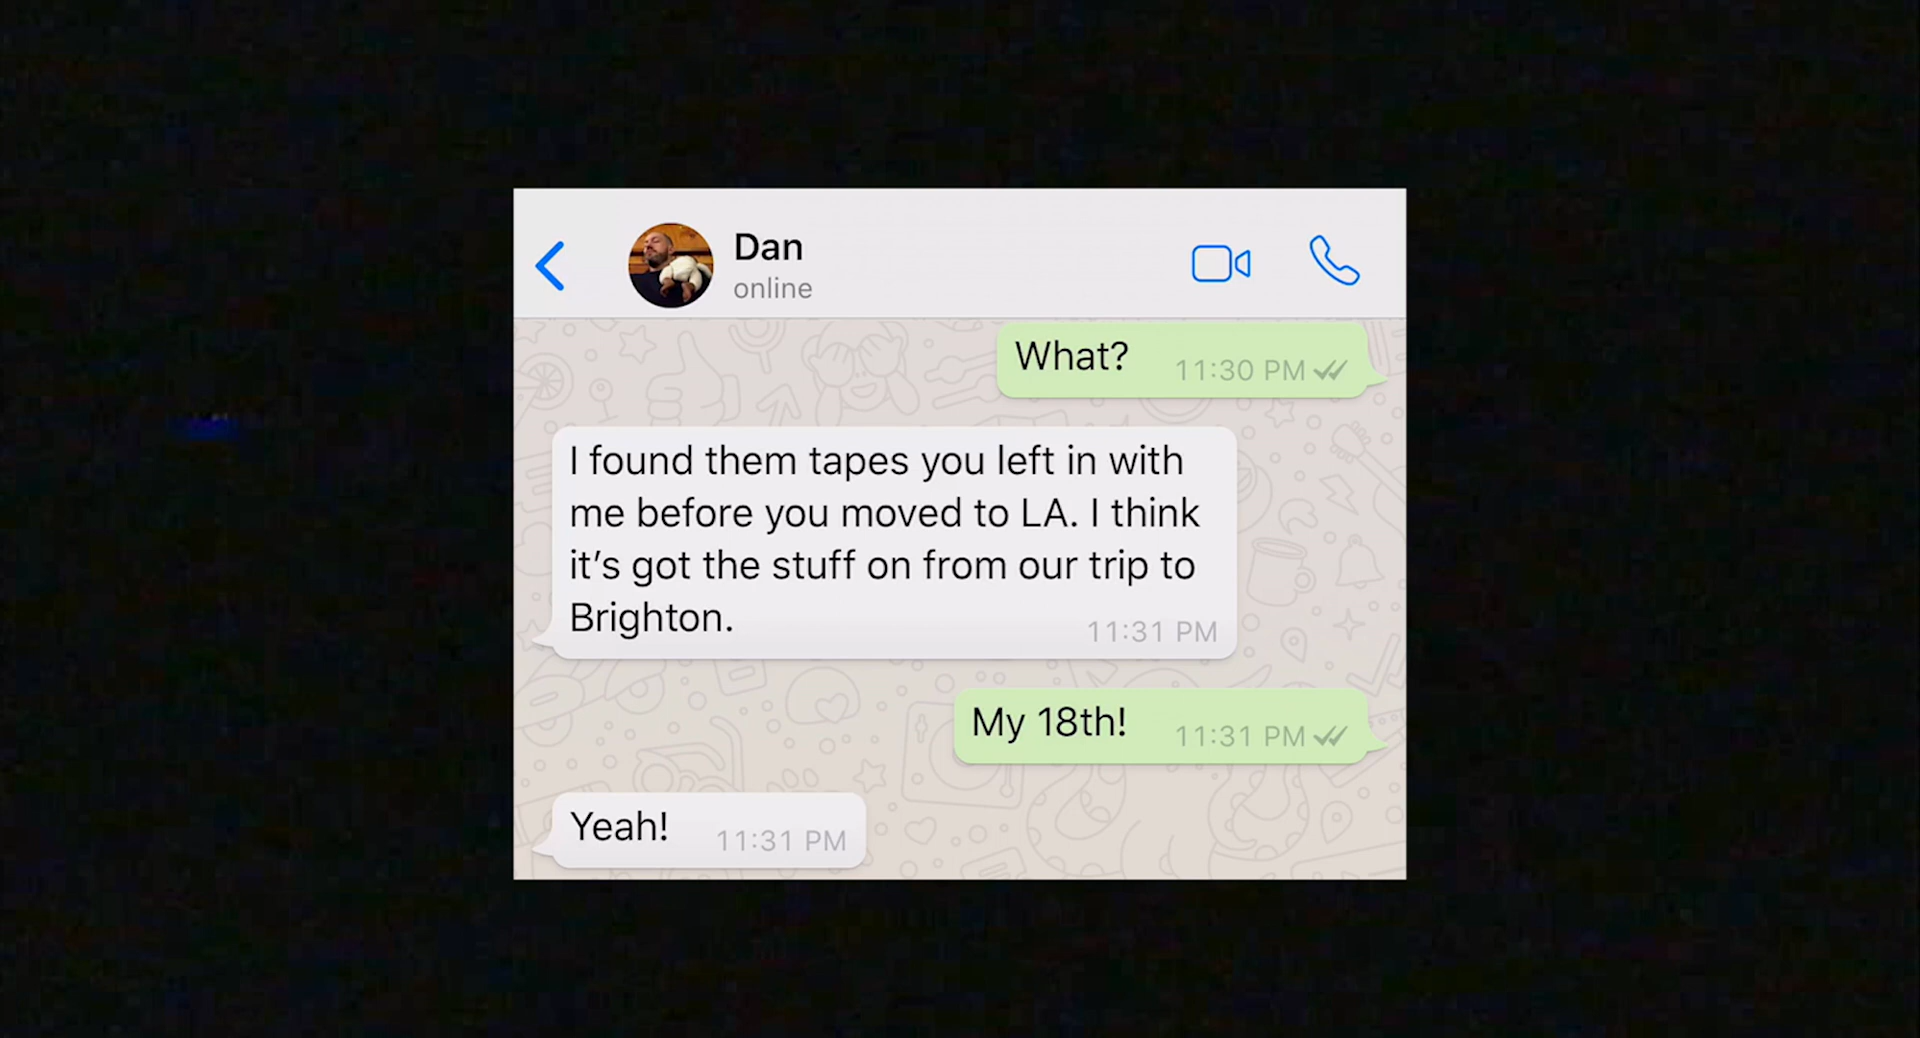 Dan
online
What? 11:30 PM
I found them tapes you left in with
me before you moved to LA. I think
it's got the stuff on from our trip to
Brighton. 11:31 PM
My 18th! 11:31 PM
Yeah! 11:31 PM